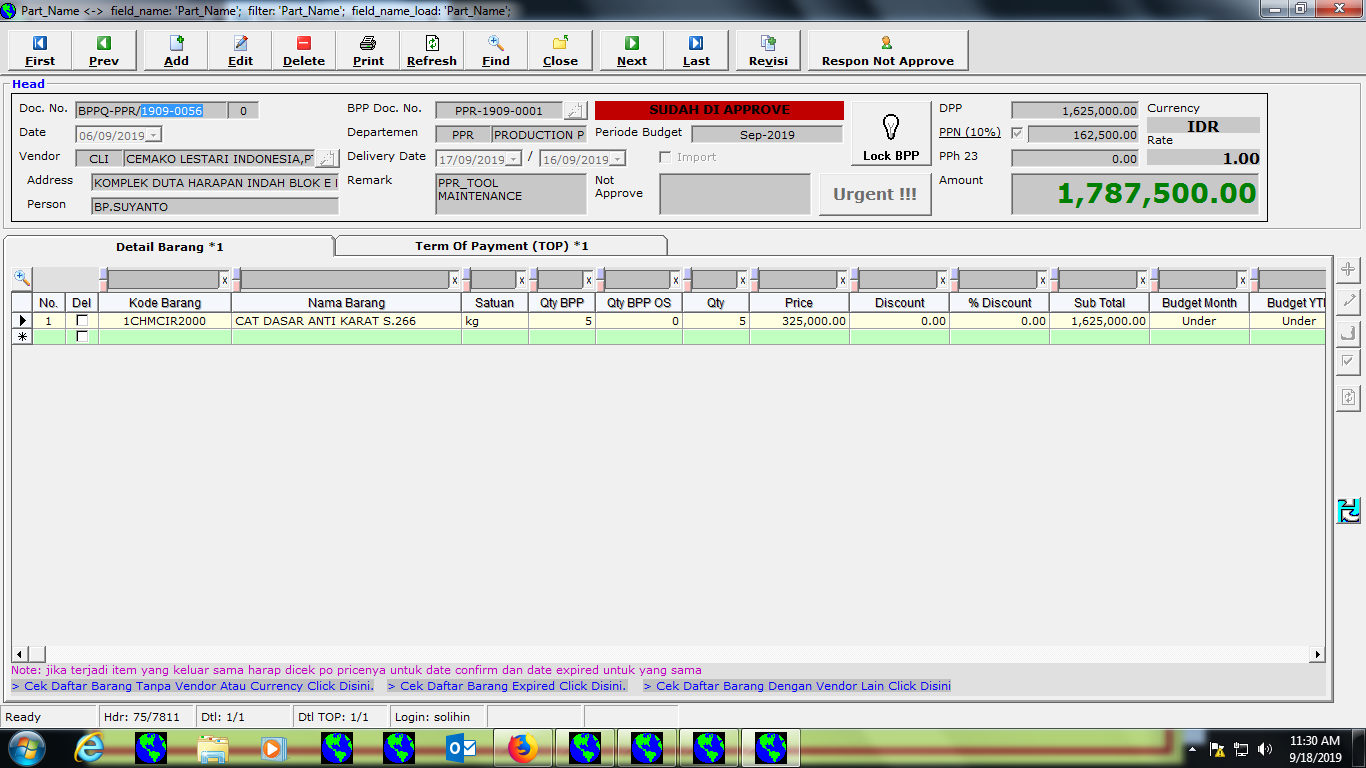 Part_Name <-> field_name: 'Part_Name'; filter: 'Part_Name'; field_name_load: 'Part_Name';
First Prev Add Edit Delete Print Refresh Find Close Next Last Revisi Respon Not Approve
Head
Doc. No. BPPQ-PPR/1909-0056 0 BPP Doc. No. PPR-1909-0001 SUDAH DI APPROVE DPP 1,625,000.00 Currency
Date 06/09/2019 Departemen PPR PRODUCTION P Periode Budget Sep-2019 Lock BPP PPN (10%) 162,500.00 IDR
Rate
Vendor CLI CEMAKO LESTARI INDONESIA,P Delivery Date 17/09/2019 / 16/09/2019 Import PPh 23 0.00 1.00
Address KOMPLEK DUTA HARAPAN INDAH BLOK E Remark PPR_TOOL MAINTENANCE Not Approve Urgent !!! Amount 1,787,500.00
Person BP.SUYANTO
Detail Barang *1 Term Of Payment (TOP) *1
x x x x x x x x x x x
No. Del Kode Barang Nama Barang Satuan Qty BPP Qty BPP OS Qty Price Discount % Discount Sub Total Budget Month Budget YT
1 1CHMCIR2000 CAT DASAR ANTI KARAT S.266 kg 5 0 5 325,000.00 0.00 0.00 1,625,000.00 Under Under
Note: jika terjadi item yang keluar sama harap dicek po pricenya untuk date confirm dan date expired untuk yang sama
> Cek Daftar Barang Tanpa Vendor Atau Currency Click Disini. > Cek Daftar Barang Expired Click Disini. > Cek Daftar Barang Dengan Vendor Lain Click Disini
Ready Hdr: 75/7811 Dtl: 1/1 Dtl TOP: 1/1 Login: solihin
11:30 AM
9/18/2019